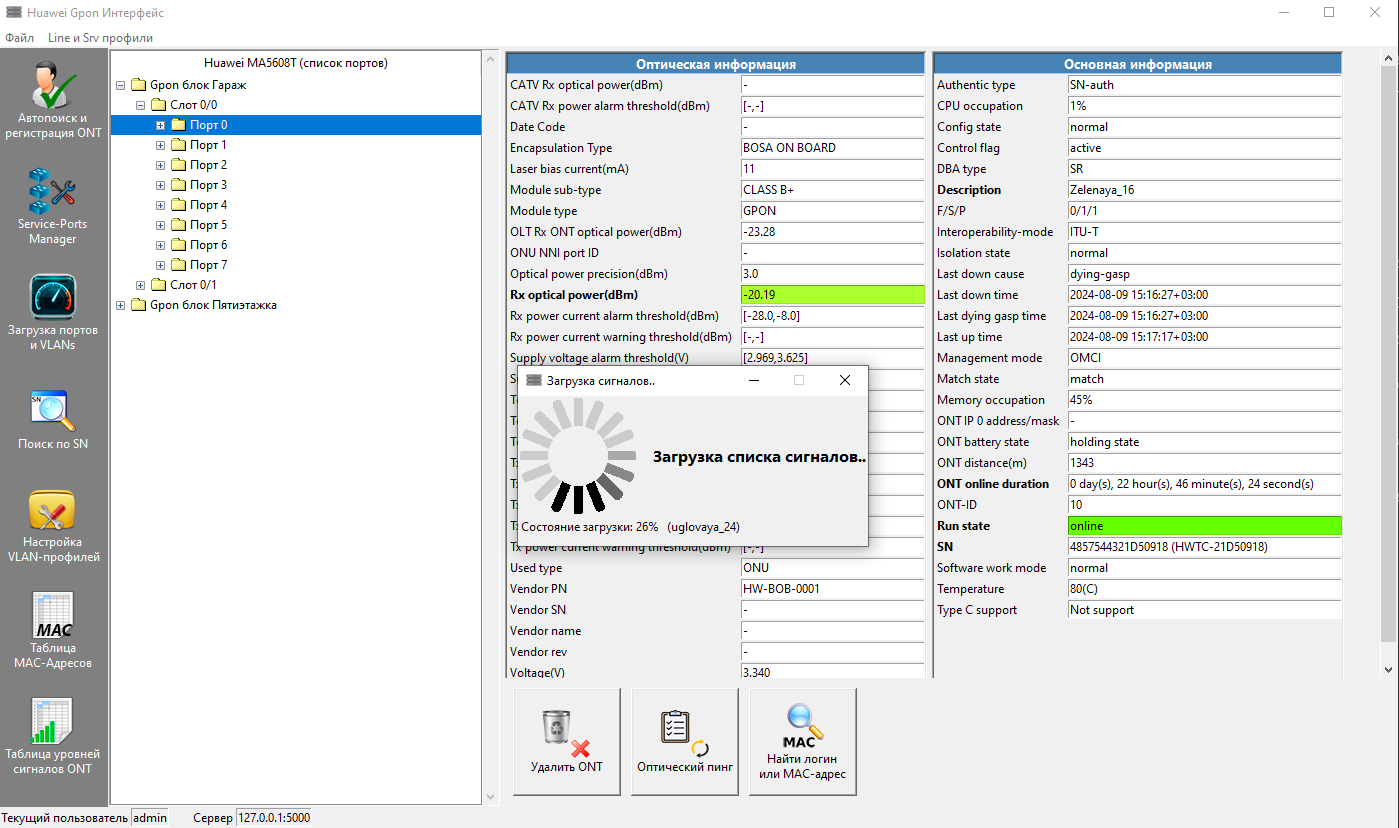 Huawei Gpon Интерфейс
Файл Line и Srv профили
Автопоиск и
регистрация ONT
Service-Ports
Manager
Загрузка портов
и VLANs
SN
Поиск по SN
Настройка
VLAN-профилей
MAC
Таблица
MAC-Адресов
Таблица уровней
сигналов ONT
Huawei MA5608T (список портов)
Gpon блок Гараж
Слот 0/0
Порт 0
Порт 1
Порт 2
Порт 3
Порт 4
Порт 5
Порт 6
Порт 7
Слот 0/1
Gpon блок Пятиэтажка
Оптическая информация
CATV Rx optical power(dBm) -
CATV Rx power alarm threshold(dBm) [-,-]
Date Code -
Encapsulation Type BOSA ON BOARD
Laser bias current(mA) 11
Module sub-type CLASS B+
Module type GPON
OLT Rx ONT optical power(dBm) -23.28
ONU NNI port ID -
Optical power precision(dBm) 3.0
Rx optical power(dBm) -20.19
Rx power current alarm threshold(dBm) [-28.0,-8.0]
Rx power current warning threshold(dBm) [-,-]
Supply voltage alarm threshold(V) [2.969,3.625]
Загрузка сигналов..
Загрузка списка сигналов..
Состояние загрузки: 26% (uglovaya_24)
Tx power current warning threshold(dBm) [-,-]
Used type ONU
Vendor PN HW-BOB-0001
Vendor SN -
Vendor name -
Vendor rev -
Voltage(V) 3.340
Основная информация
Authentic type SN-auth
CPU occupation 1%
Config state normal
Control flag active
DBA type SR
Description Zelenaya_16
F/S/P 0/1/1
Interoperability-mode ITU-T
Isolation state normal
Last down cause dying-gasp
Last down time 2024-08-09 15:16:27+03:00
Last dying gasp time 2024-08-09 15:16:27+03:00
Last up time 2024-08-09 15:17:17+03:00
Management mode OMCI
Match state match
Memory occupation 45%
ONT IP 0 address/mask -
ONT battery state holding state
ONT distance(m) 1343
ONT online duration 0 day(s), 22 hour(s), 46 minute(s), 24 second(s)
ONT-ID 10
Run state online
SN 4857544321D50918 (HWTC-21D50918)
Software work mode normal
Temperature 80(C)
Type C support Not support
Удалить ONT
Оптический пинг
MAC
Найти логин
или MAC-адрес
Текущий пользователь admin Сервер 127.0.0.1:5000